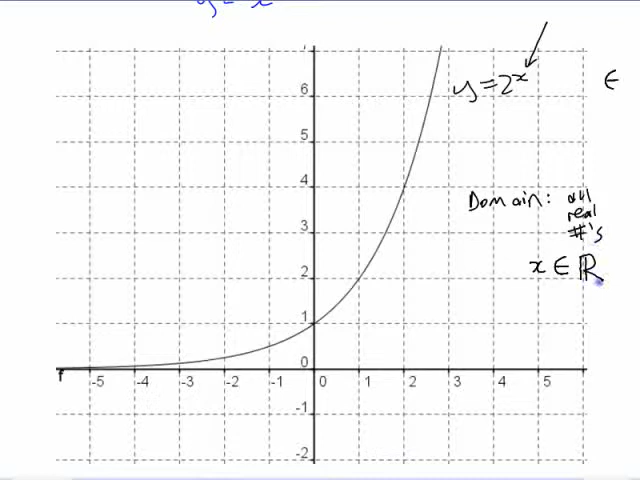 y = x
y = 2^x
∈
Domain: all
real
#'s
x ∈ ℝ
6
5
4
3
2
1
0
-5 -4 -3 -2 -1 0 1 2 3 4 5
-1
-2